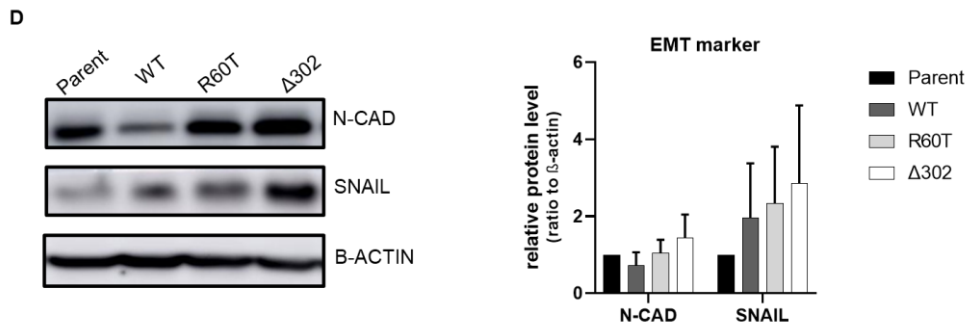 D
Parent WT R60T Δ302
N-CAD
SNAIL
B-ACTIN
EMT marker
relative protein level
(ratio to ß-actin)
6
4
2
0
N-CAD SNAIL
Parent
WT
R60T
Δ302